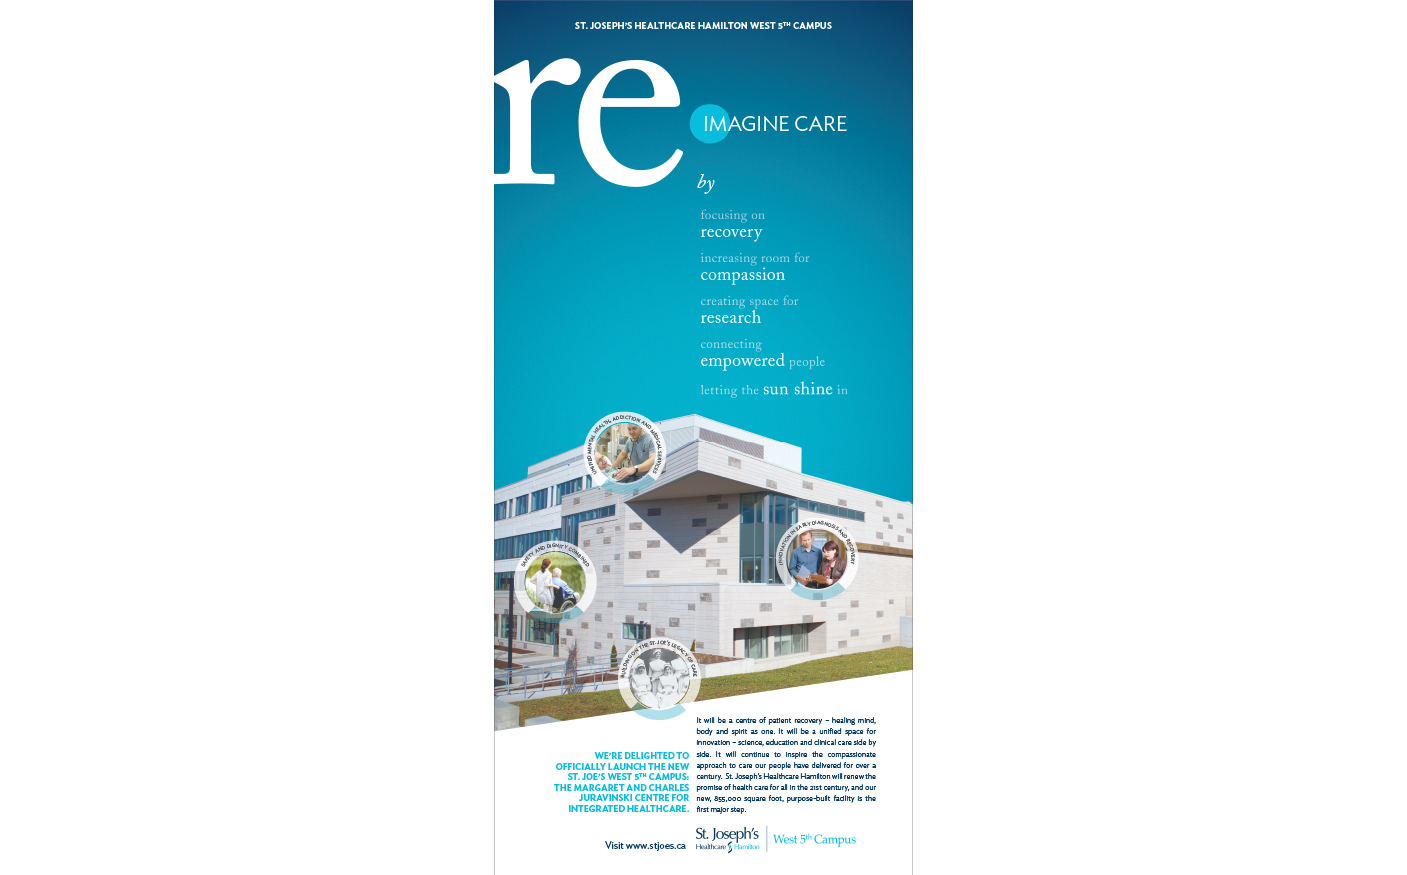 ST. JOSEPH'S HEALTHCARE HAMILTON WEST 5TH CAMPUS
re
IMAGINE CARE
by
focusing on
recovery
increasing room for
compassion
creating space for
research
connecting
empowered people
letting the sun shine in
UNIFIED MENTAL HEALTH, ADDICTION AND MEDICAL SERVICES
INNOVATION IN EARLY DIAGNOSIS AND RECOVERY
SAFETY AND DIGNITY COMBINED
BUILDING ON THE ST. JOE'S LEGACY OF CARE
WE'RE DELIGHTED TO
OFFICIALLY LAUNCH THE NEW
ST. JOE'S WEST 5TH CAMPUS:
THE MARGARET AND CHARLES
JURAVINSKI CENTRE FOR
INTEGRATED HEALTHCARE.
It will be a centre of patient recovery – healing mind,
body and spirit as one. It will be a unified space for
innovation – science, education and clinical care side by
side. It will continue to inspire the compassionate
approach to care our people have delivered for over a
century. St. Joseph's Healthcare Hamilton will renew the
promise of health care for all in the 21st century, and our
new, 855,000 square foot, purpose-built facility is the
first major step.
Visit www.stjoes.ca
St. Joseph's
Healthcare Hamilton
West 5th Campus